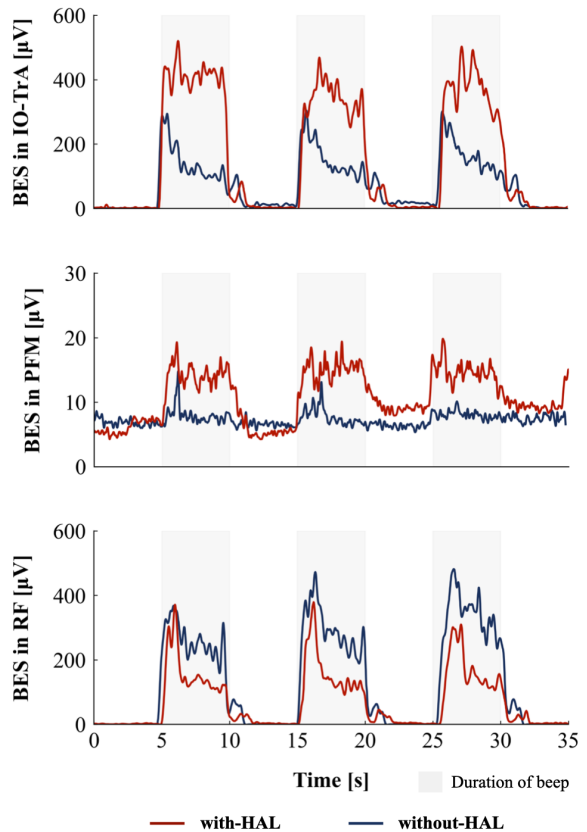 BES in IO-TrA [µV]
600
400
200
0
BES in PFM [µV]
30
20
10
0
BES in RF [µV]
600
400
200
0
0 5 10 15 20 25 30 35
Time [s]
Duration of beep
with-HAL without-HAL